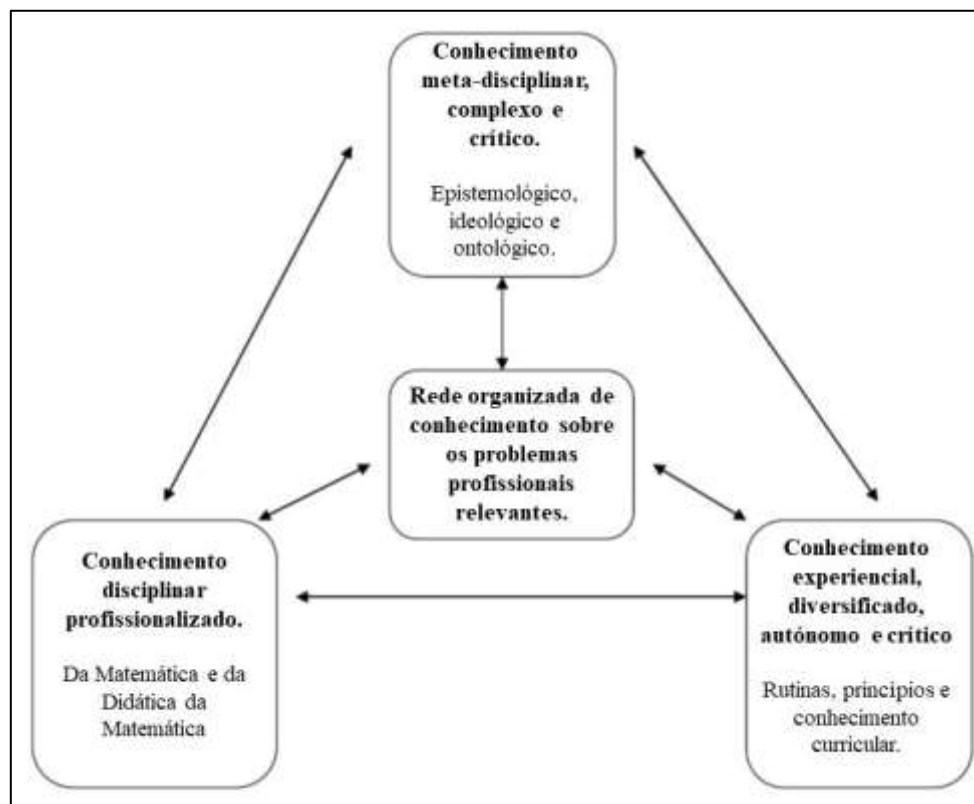 Conhecimento
meta-disciplinar,
complexo e
crítico.
Epistemológico,
ideológico e
ontológico.
Rede organizada de
conhecimento sobre
os problemas
profissionais
relevantes.
Conhecimento
disciplinar
profissionalizado.
Da Matemática e da
Didática da
Matemática
Conhecimento
experiencial,
diversificado,
autónomo e crítico
Rutinas, princípios e
conhecimento
curricular.